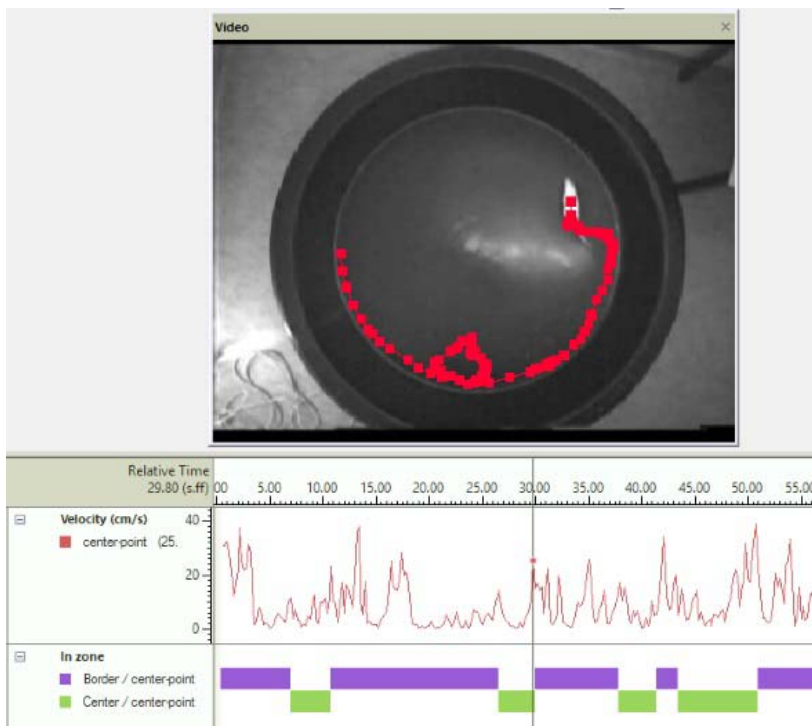 Video
Relative Time
29.80 (s.ff)
.00 5.00 10.00 15.00 20.00 25.00 30.00 35.00 40.00 45.00 50.00 55.00
Velocity (cm/s)
center-point (25.
40
20
0
In zone
Border / center-point
Center / center-point